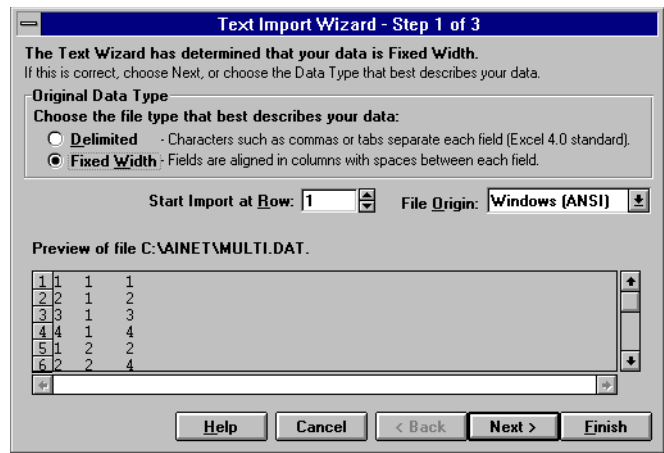 Text Import Wizard - Step 1 of 3
The Text Wizard has determined that your data is Fixed Width.
If this is correct, choose Next, or choose the Data Type that best describes your data.
Original Data Type
Choose the file type that best describes your data:
Delimited - Characters such as commas or tabs separate each field (Excel 4.0 standard).
Fixed Width - Fields are aligned in columns with spaces between each field.
Start Import at Row: 1 File Origin: Windows (ANSI)
Preview of file C:\AINET\MULTI.DAT.
1 1 1 1
2 2 1 2
3 3 1 3
4 4 1 4
5 1 2 2
6 2 2 4
Help Cancel < Back Next > Finish